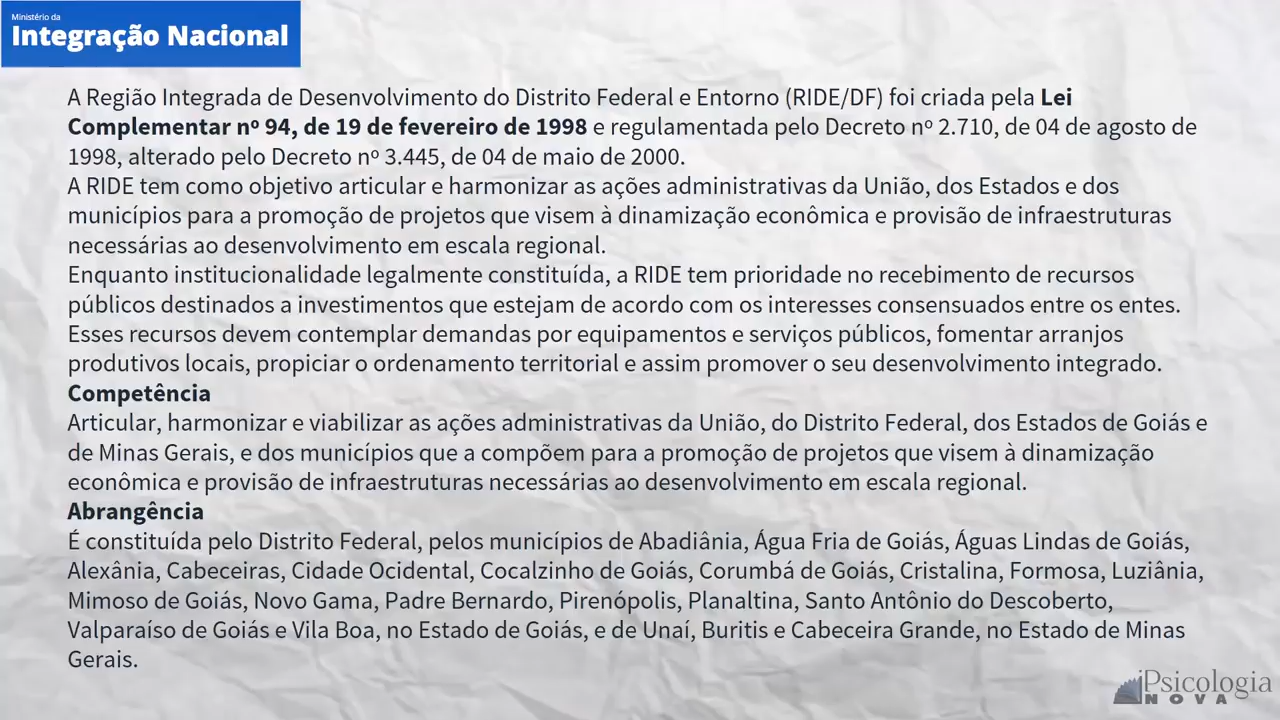 Ministério da
Integração Nacional
A Região Integrada de Desenvolvimento do Distrito Federal e Entorno (RIDE/DF) foi criada pela Lei
Complementar nº 94, de 19 de fevereiro de 1998 e regulamentada pelo Decreto nº 2.710, de 04 de agosto de
1998, alterado pelo Decreto nº 3.445, de 04 de maio de 2000.
A RIDE tem como objetivo articular e harmonizar as ações administrativas da União, dos Estados e dos
municípios para a promoção de projetos que visem à dinamização econômica e provisão de infraestruturas
necessárias ao desenvolvimento em escala regional.
Enquanto institucionalidade legalmente constituída, a RIDE tem prioridade no recebimento de recursos
públicos destinados a investimentos que estejam de acordo com os interesses consensuados entre os entes.
Esses recursos devem contemplar demandas por equipamentos e serviços públicos, fomentar arranjos
produtivos locais, propiciar o ordenamento territorial e assim promover o seu desenvolvimento integrado.
Competência
Articular, harmonizar e viabilizar as ações administrativas da União, do Distrito Federal, dos Estados de Goiás e
de Minas Gerais, e dos municípios que a compõem para a promoção de projetos que visem à dinamização
econômica e provisão de infraestruturas necessárias ao desenvolvimento em escala regional.
Abrangência
É constituída pelo Distrito Federal, pelos municípios de Abadiânia, Água Fria de Goiás, Águas Lindas de Goiás,
Alexânia, Cabeceiras, Cidade Ocidental, Cocalzinho de Goiás, Corumbá de Goiás, Cristalina, Formosa, Luziânia,
Mimoso de Goiás, Novo Gama, Padre Bernardo, Pirenópolis, Planaltina, Santo Antônio do Descoberto,
Valparaíso de Goiás e Vila Boa, no Estado de Goiás, e de Unaí, Buritis e Cabeceira Grande, no Estado de Minas
Gerais.
Psicologia
NOVA